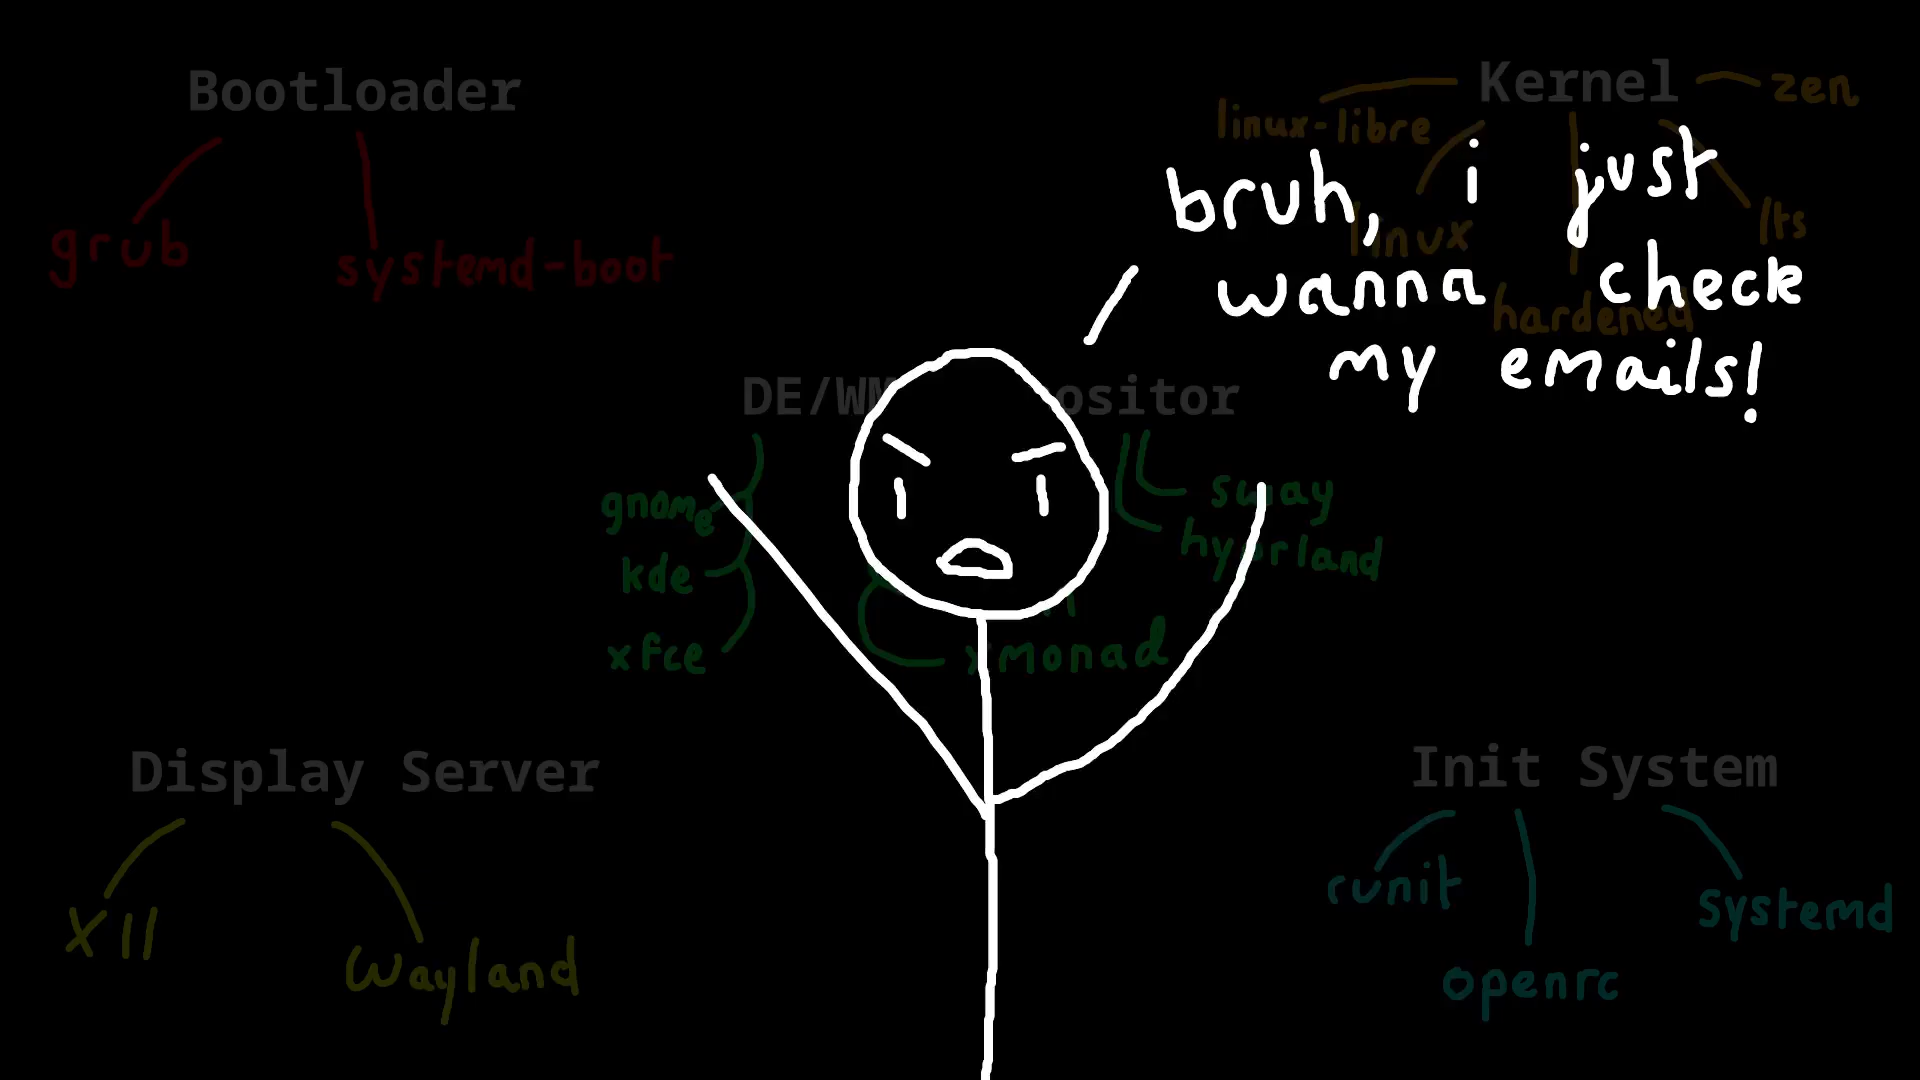 Bootloader
grub
systemd-boot
Kernel
zen
linux-libre
linux
lts
hardened
bruh, i just
wanna check
my emails!
DE/WM
ositor
gnome
kde
xfce
sway
hyprland
xmonad
Display Server
X11
Wayland
Init System
runit
openrc
systemd